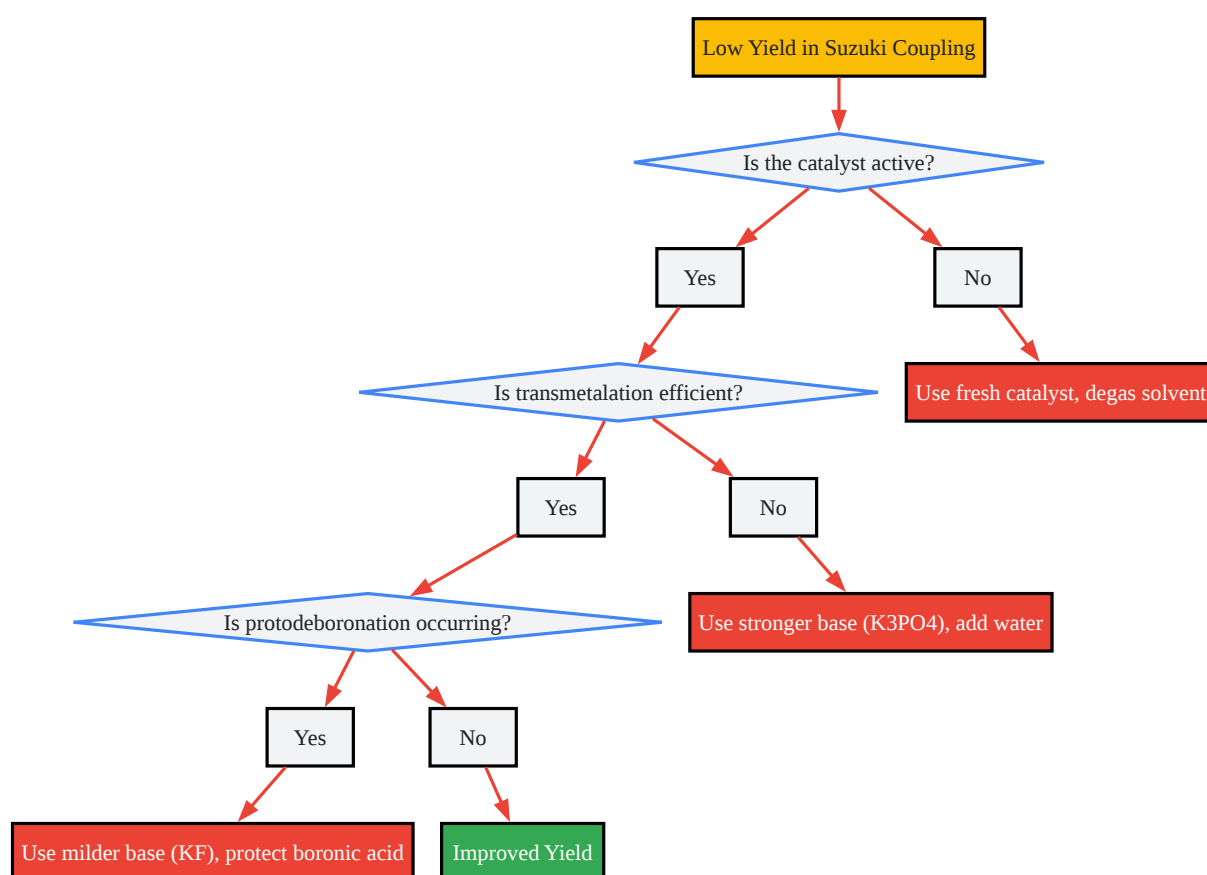 Low Yield in Suzuki Coupling
Is the catalyst active?
Yes
No
Is transmetalation efficient?
Use fresh catalyst, degas solvent
Yes
No
Is protodeboronation occurring?
Use stronger base (K3PO4), add water
Yes
No
Use milder base (KF), protect boronic acid
Improved Yield